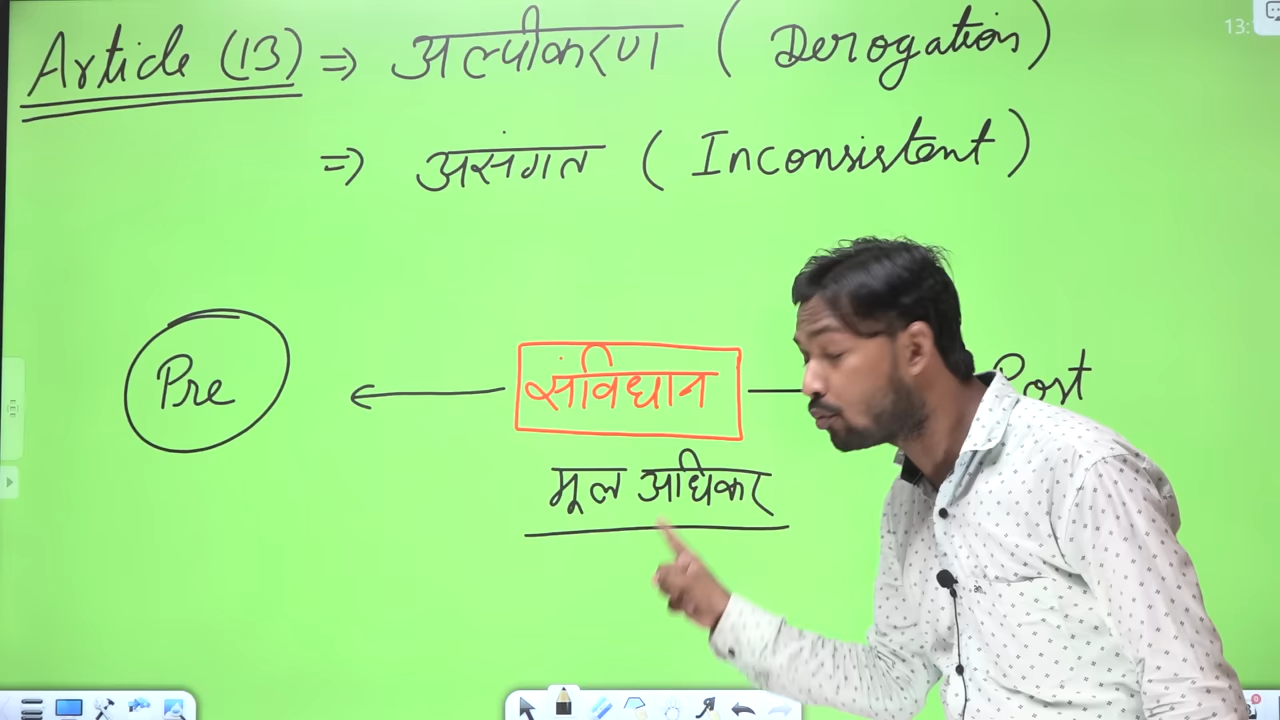 Article (13) => अल्पीकरण ( Derogation )
=> असंगत ( Inconsistent )
Pre ← संविधान — Post
मूल अधिकार